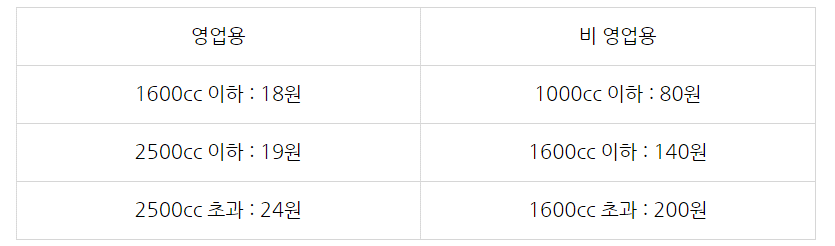 영업용 비 영업용
1600cc 이하 : 18원 1000cc 이하 : 80원
2500cc 이하 : 19원 1600cc 이하 : 140원
2500cc 초과 : 24원 1600cc 초과 : 200원